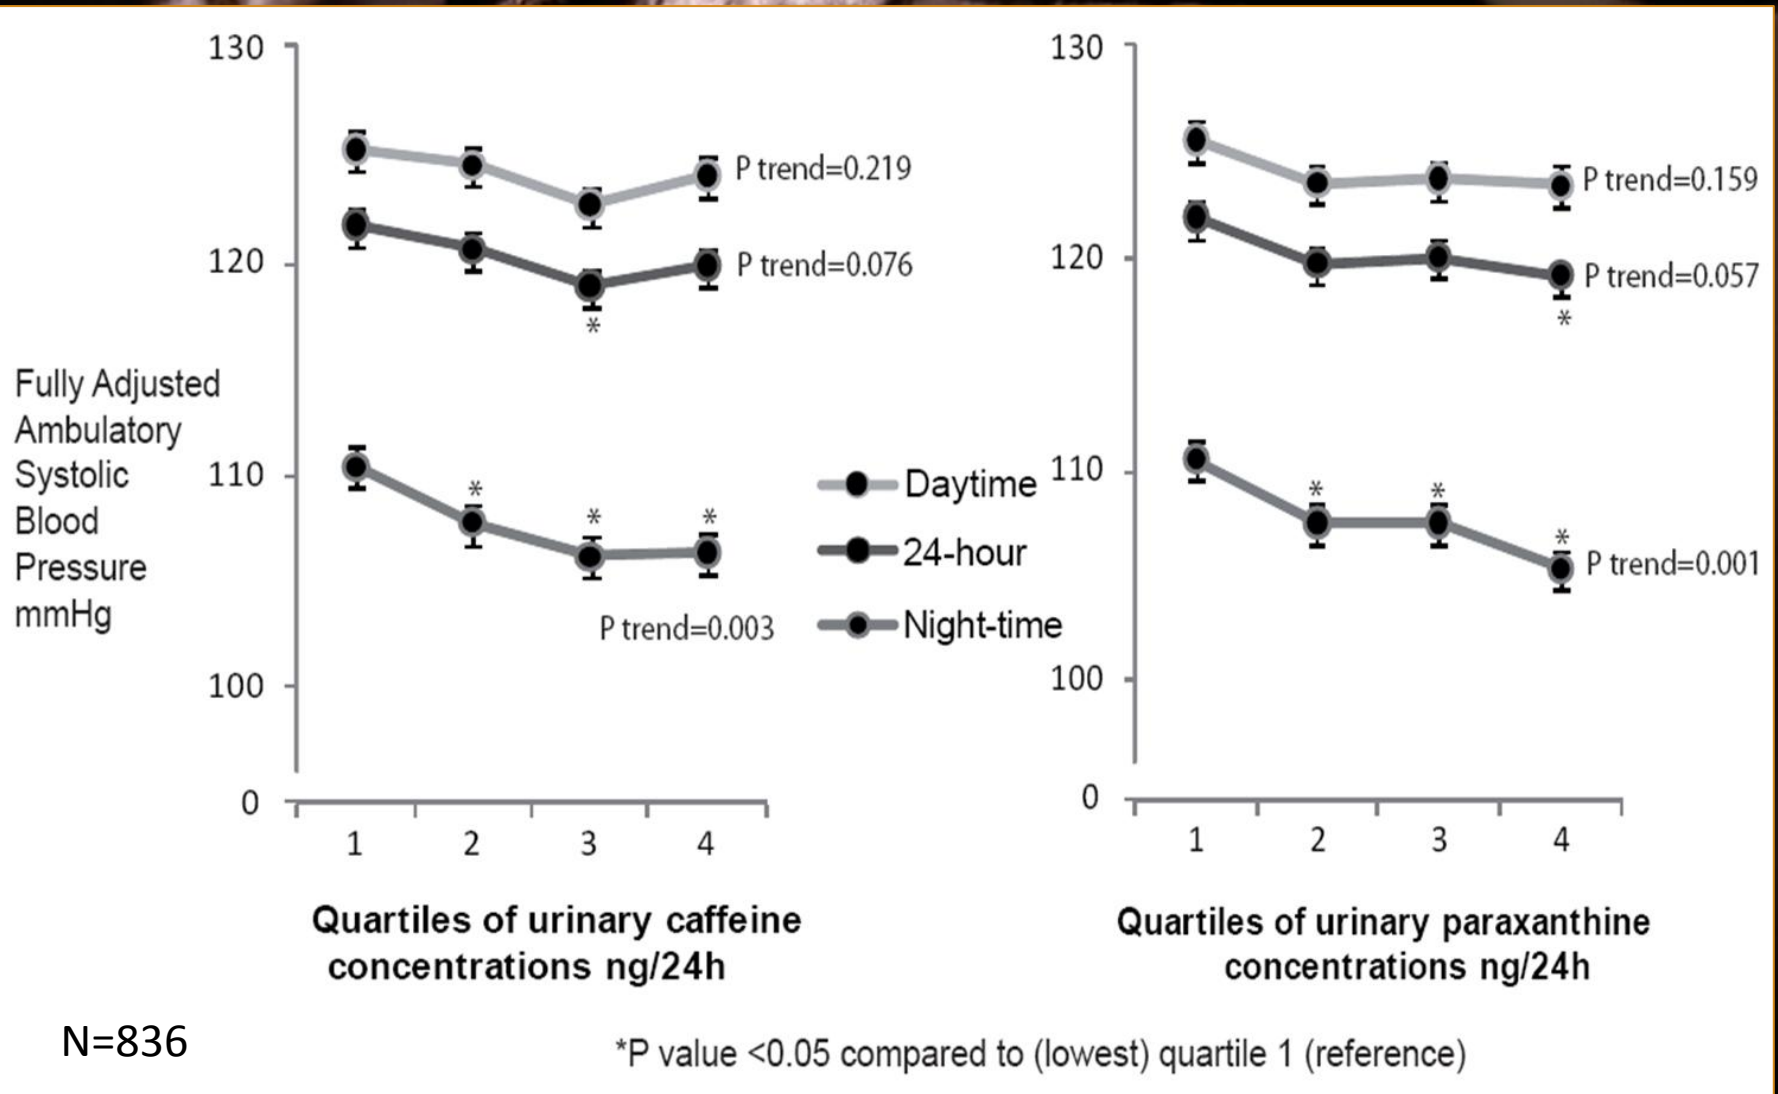 130
120
110
100
0
P trend=0.219
P trend=0.076
*
*
*
*
P trend=0.003
1 2 3 4
Fully Adjusted
Ambulatory
Systolic
Blood
Pressure
mmHg
Quartiles of urinary caffeine
concentrations ng/24h
Daytime
24-hour
Night-time
130
120
110
100
0
P trend=0.159
P trend=0.057
*
*
*
*
P trend=0.001
1 2 3 4
Quartiles of urinary paraxanthine
concentrations ng/24h
N=836
*P value <0.05 compared to (lowest) quartile 1 (reference)